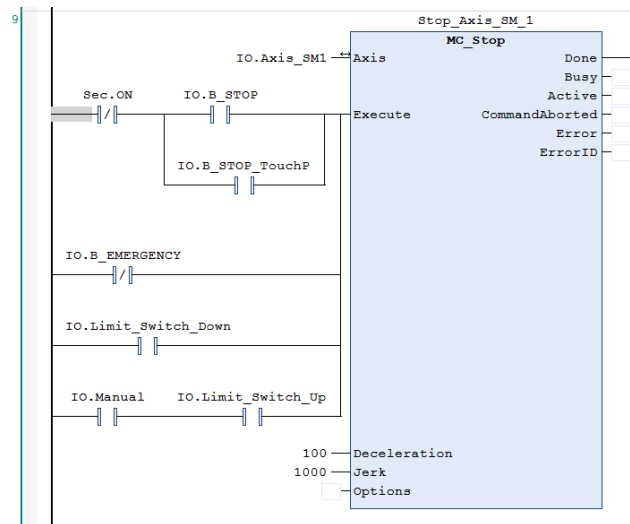 9
Stop_Axis_SM_1
MC_Stop
IO.Axis_SM1 Axis Done
Busy
Sec.ON IO.B_STOP Active
Execute CommandAborted
Error
IO.B_STOP_TouchP ErrorID
IO.B_EMERGENCY
IO.Limit_Switch_Down
IO.Manual IO.Limit_Switch_Up
100 Deceleration
1000 Jerk
Options